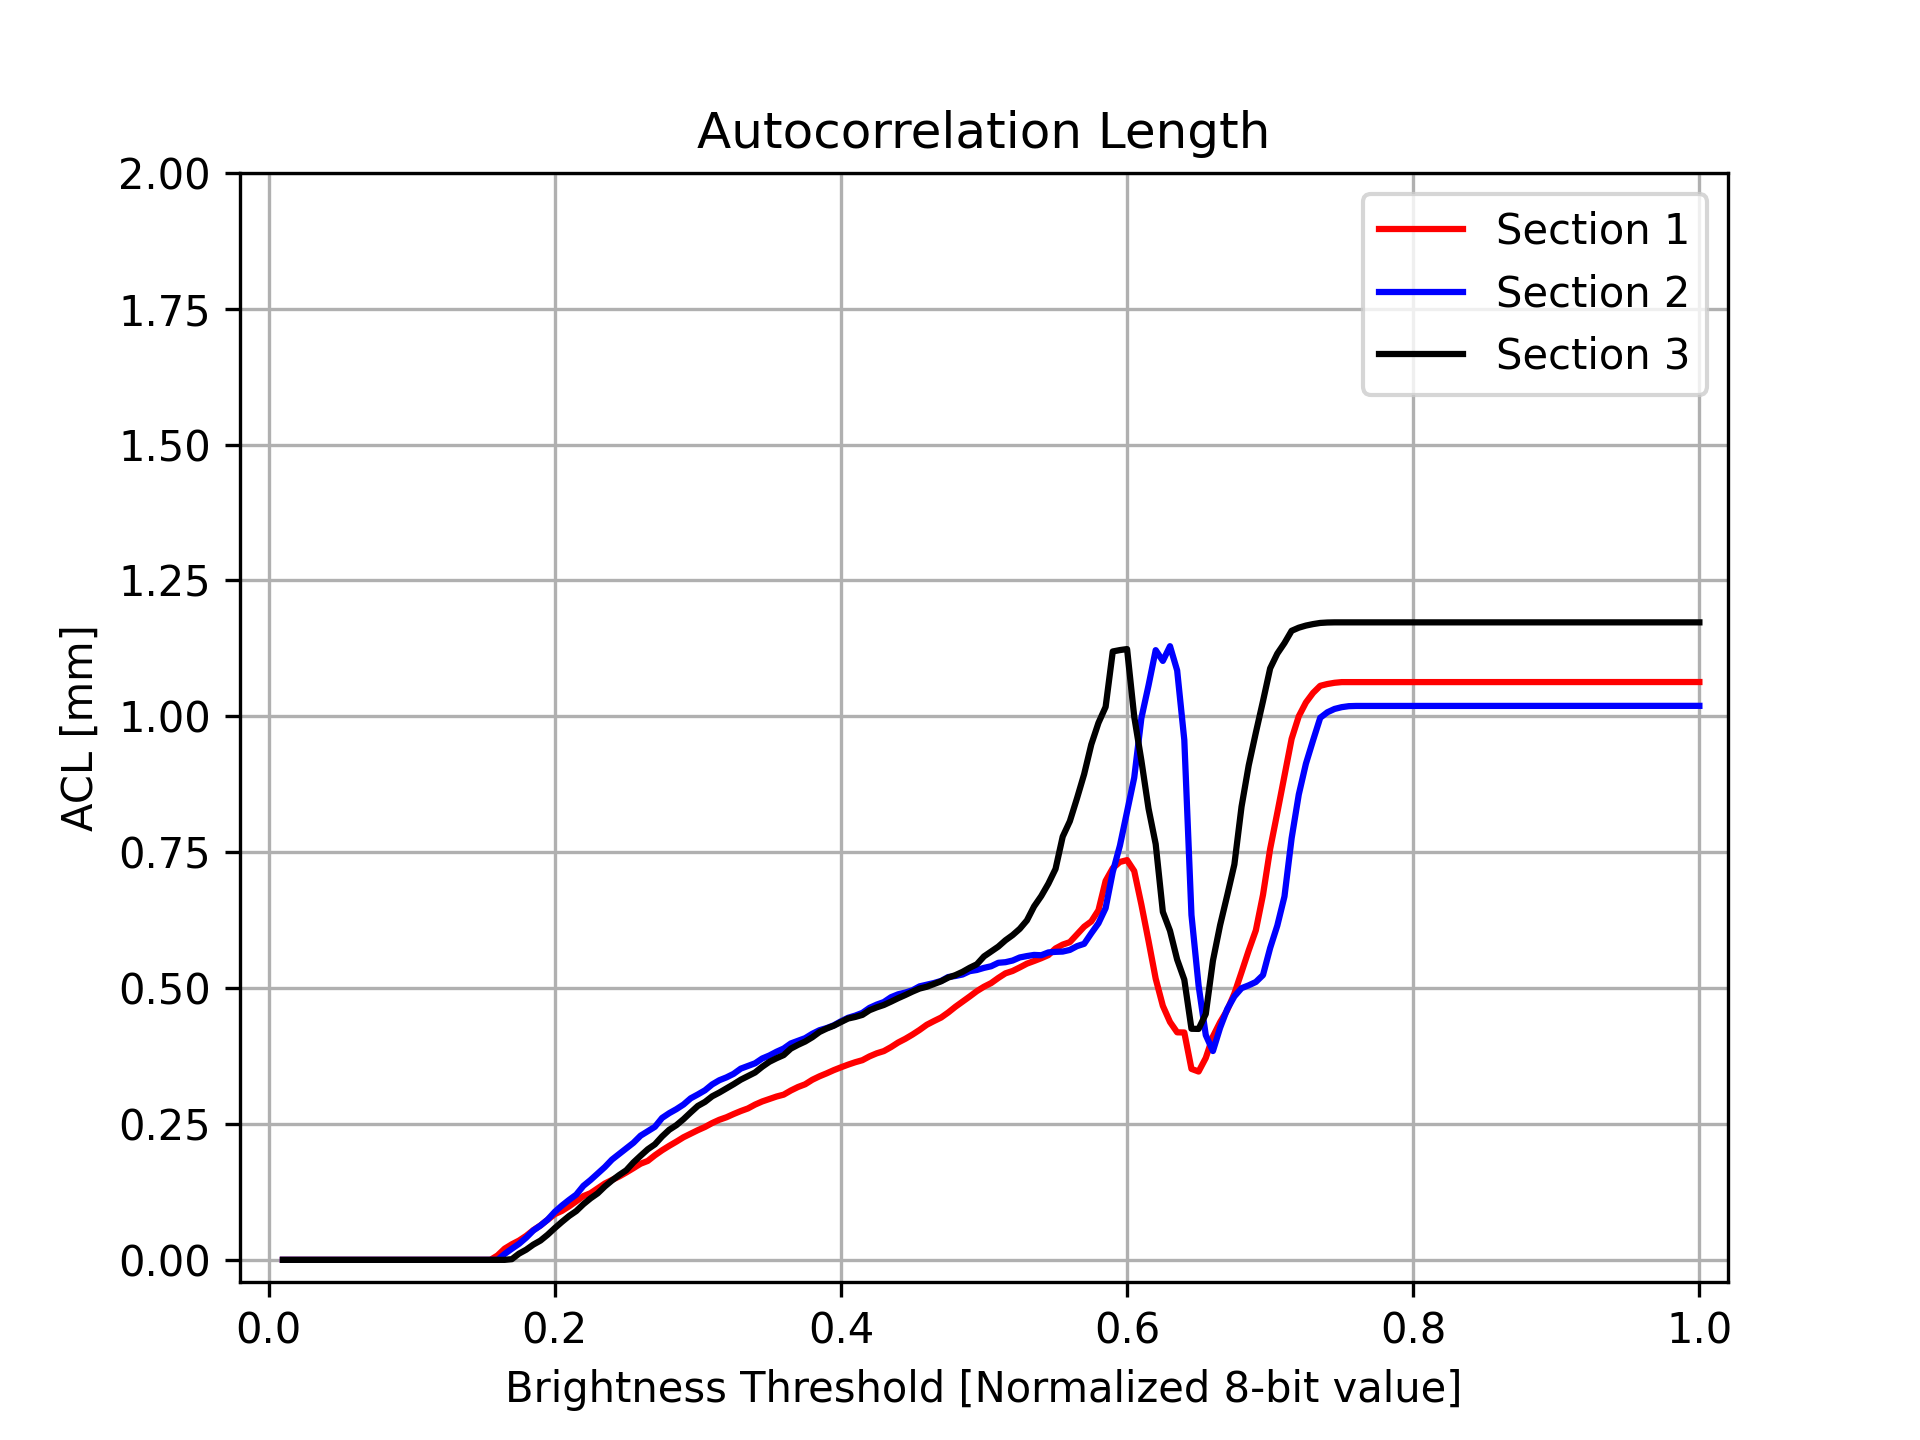 Autocorrelation Length
2.00
1.75
1.50
1.25
1.00
0.75
0.50
0.25
0.00
ACL [mm]
Section 1
Section 2
Section 3
0.0 0.2 0.4 0.6 0.8 1.0
Brightness Threshold [Normalized 8-bit value]